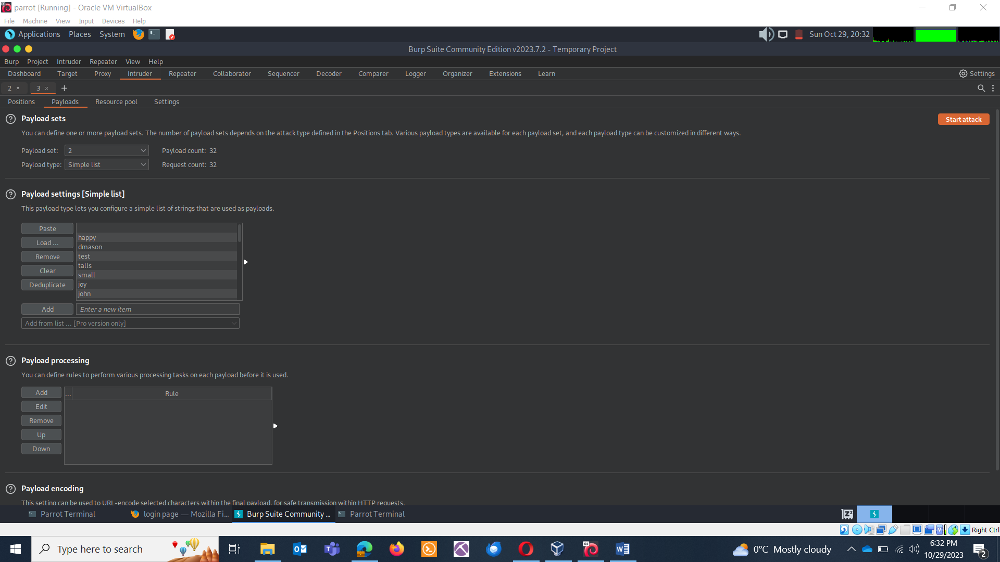 parrot [Running] - Oracle VM VirtualBox
File Machine View Input Devices Help
Applications Places System Sun Oct 29, 20:32
Burp Suite Community Edition v2023.7.2 - Temporary Project
Burp Project Intruder Repeater View Help
Dashboard Target Proxy Intruder Repeater Collaborator Sequencer Decoder Comparer Logger Organizer Extensions Learn Settings
2 × 3 × +
Positions Payloads Resource pool Settings
? Payload sets Start attack
You can define one or more payload sets. The number of payload sets depends on the attack type defined in the Positions tab. Various payload types are available for each payload set, and each payload type can be customized in different ways.
Payload set: 2 Payload count: 32
Payload type: Simple list Request count: 32
? Payload settings [Simple list]
This payload type lets you configure a simple list of strings that are used as payloads.
Paste
Load ...
Remove
Clear
Deduplicate
happy
dmason
test
talls
small
joy
john
Add Enter a new item
Add from list ... [Pro version only]
? Payload processing
You can define rules to perform various processing tasks on each payload before it is used.
Add
Edit
Remove
Up
Down
... Rule
? Payload encoding
This setting can be used to URL-encode selected characters within the final payload, for safe transmission within HTTP requests.
Parrot Terminal login page — Mozilla Fi... Burp Suite Community ... Parrot Terminal
Right Ctrl
Type here to search 0°C Mostly cloudy 6:32 PM
10/29/2023
2